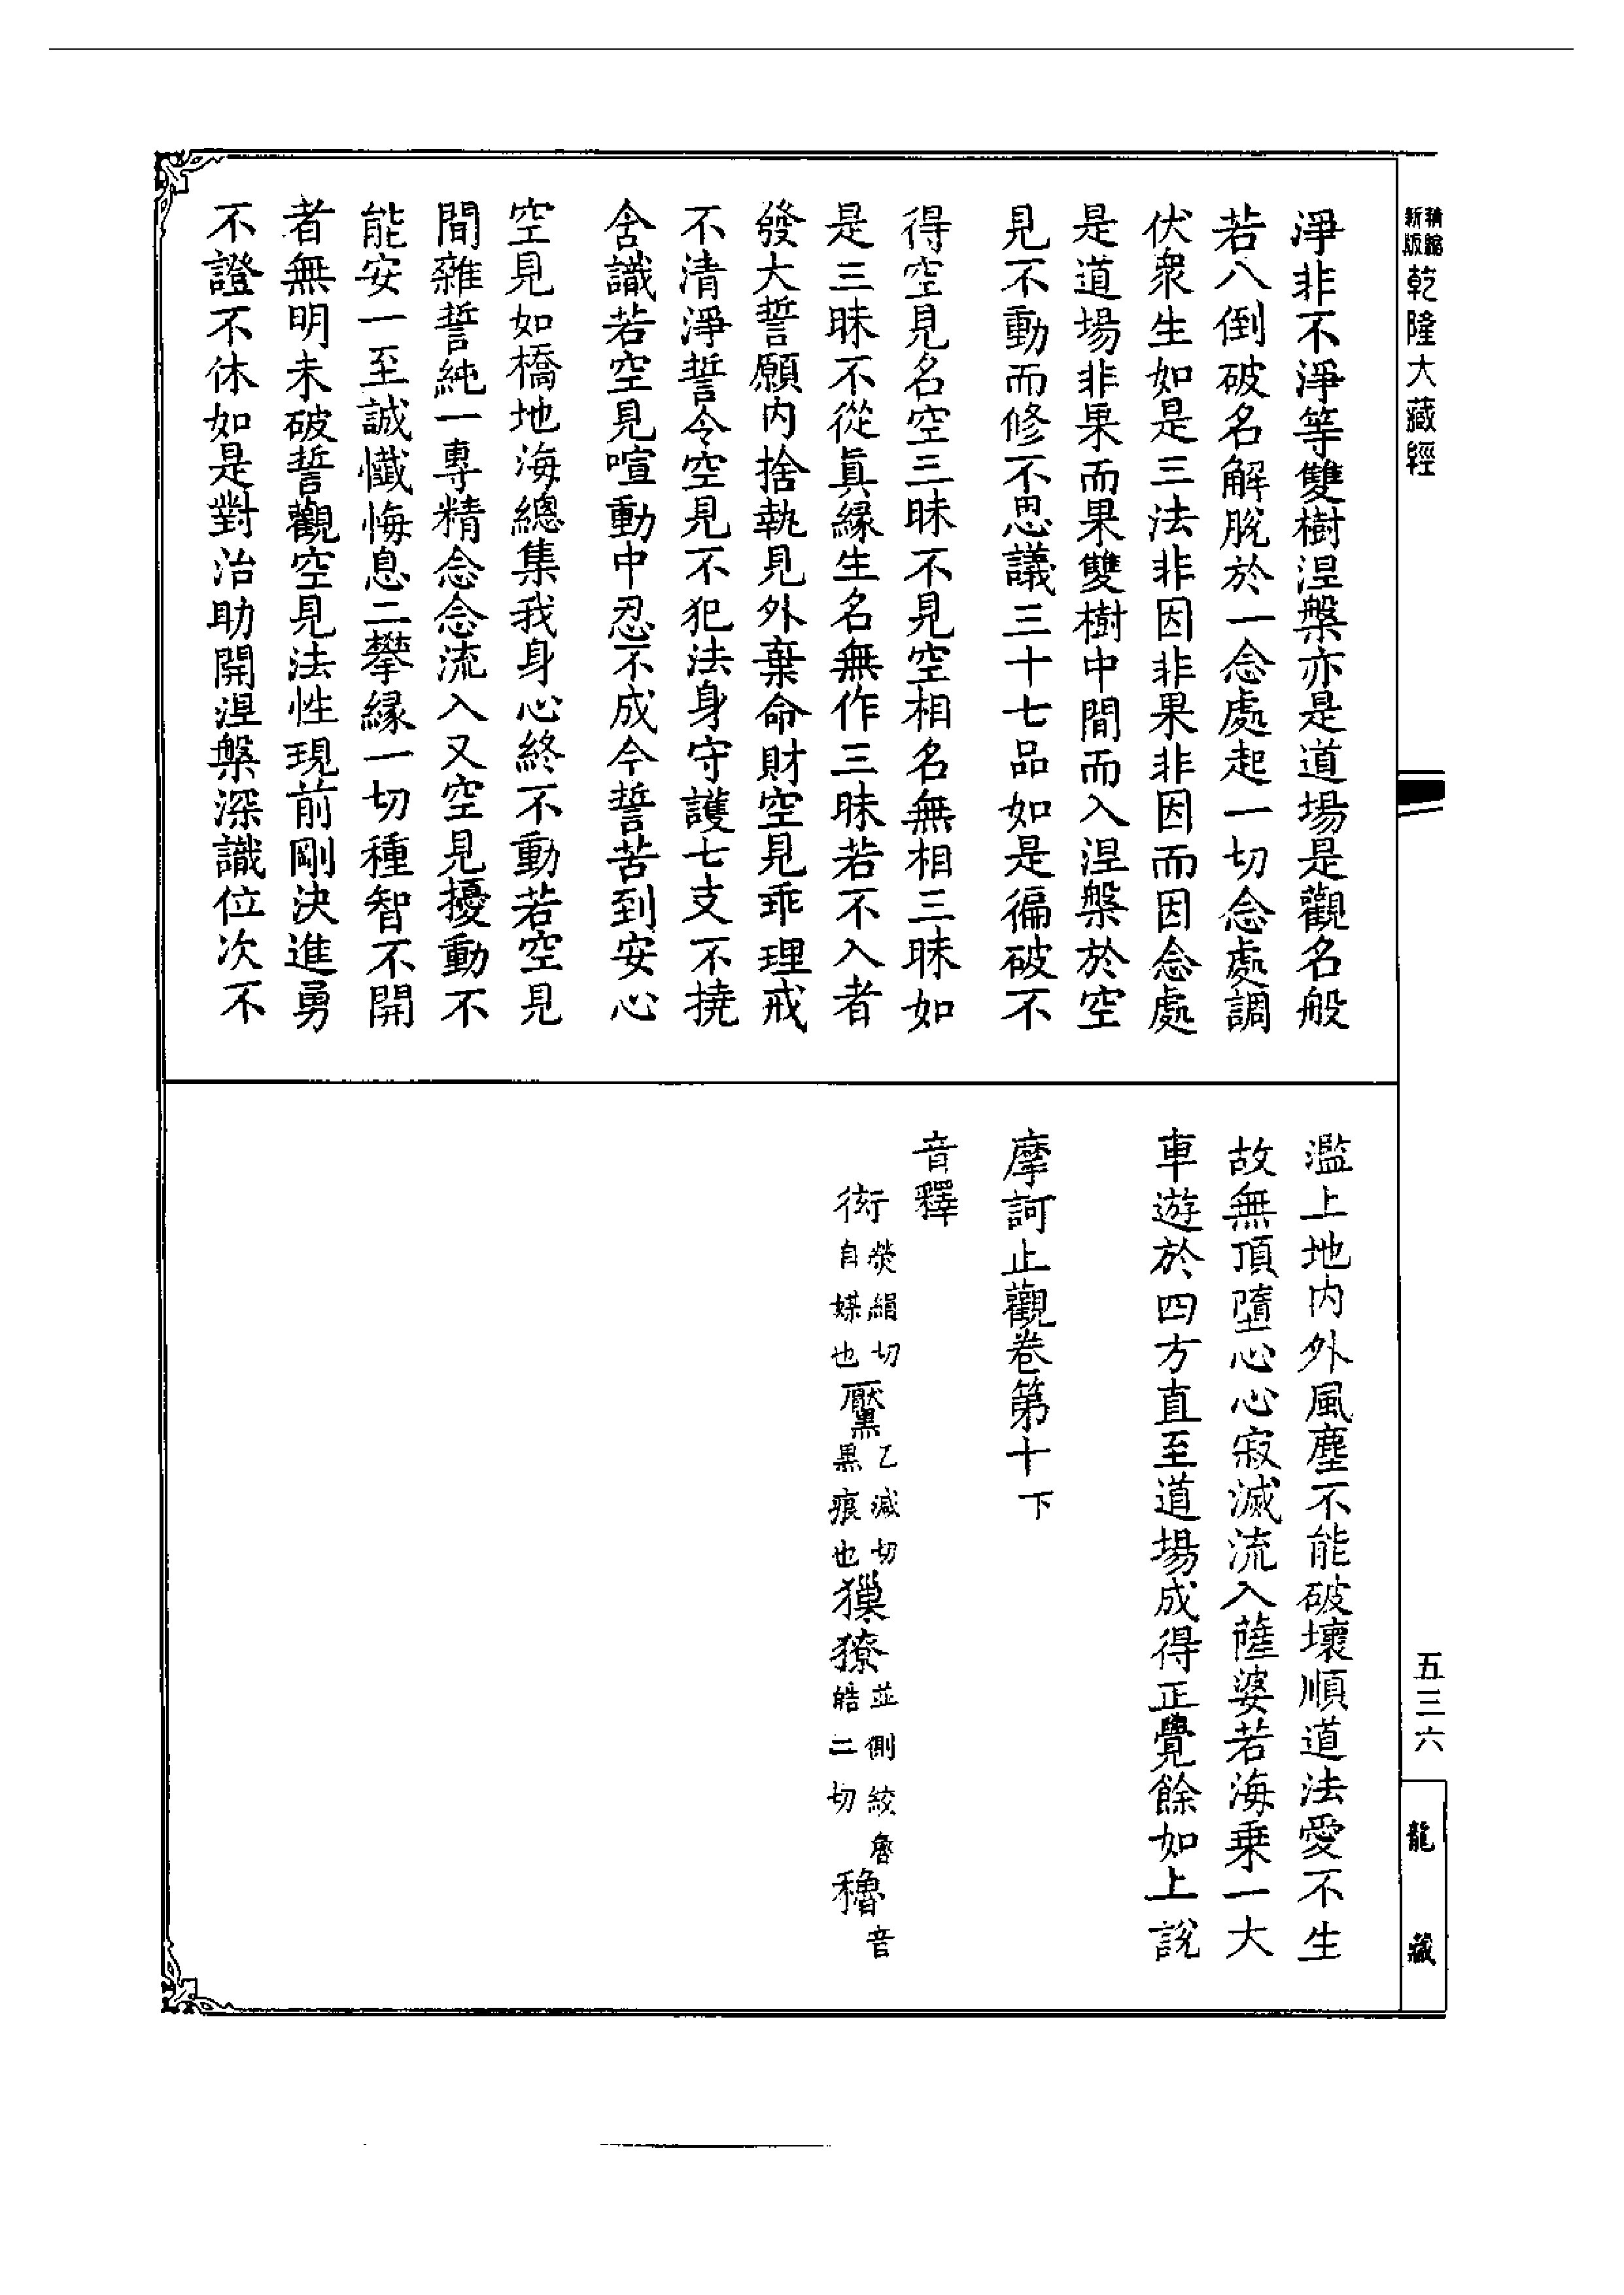 新版
精縮
乾隆大藏經
淨非不淨等雙樹涅槃亦是道場是觀名般
若八倒破名解脫於一念處起一切念處調
伏衆生如是三法非因非果非因而因念處
是道場非果而果雙樹中間而入涅槃於空
見不動而修不思議三十七品如是徧破不
得空見名空三昧不見空相名無相三昧如
是三昧不從眞緣生名無作三昧若不入者
發大誓願內捨執見外棄命財空見乖理戒
不清淨誓令空見不犯法身守護七支不撓
含識若空見喧動中忍不成今誓苦到安心
空見如橋地海總集我身心終不動若空見
間雜誓純一專精念念流入又空見擾動不
能安一至誠懺悔息二攀緣一切種智不開
者無明未破誓觀空見法性現前剛決進勇
不證不休如是對治助開涅槃深識位次不
濫上地內外風塵不能破壞順道法愛不生
故無頂墮心心寂滅流入薩婆若海乗一大
車遊於四方直至道場成得正覺餘如上說
摩訶止觀卷第十下
音釋
衒熒絹切自媒也黶乙減切黑痕也獿獠並側絞魯皓二切穭音
五三六
龍藏